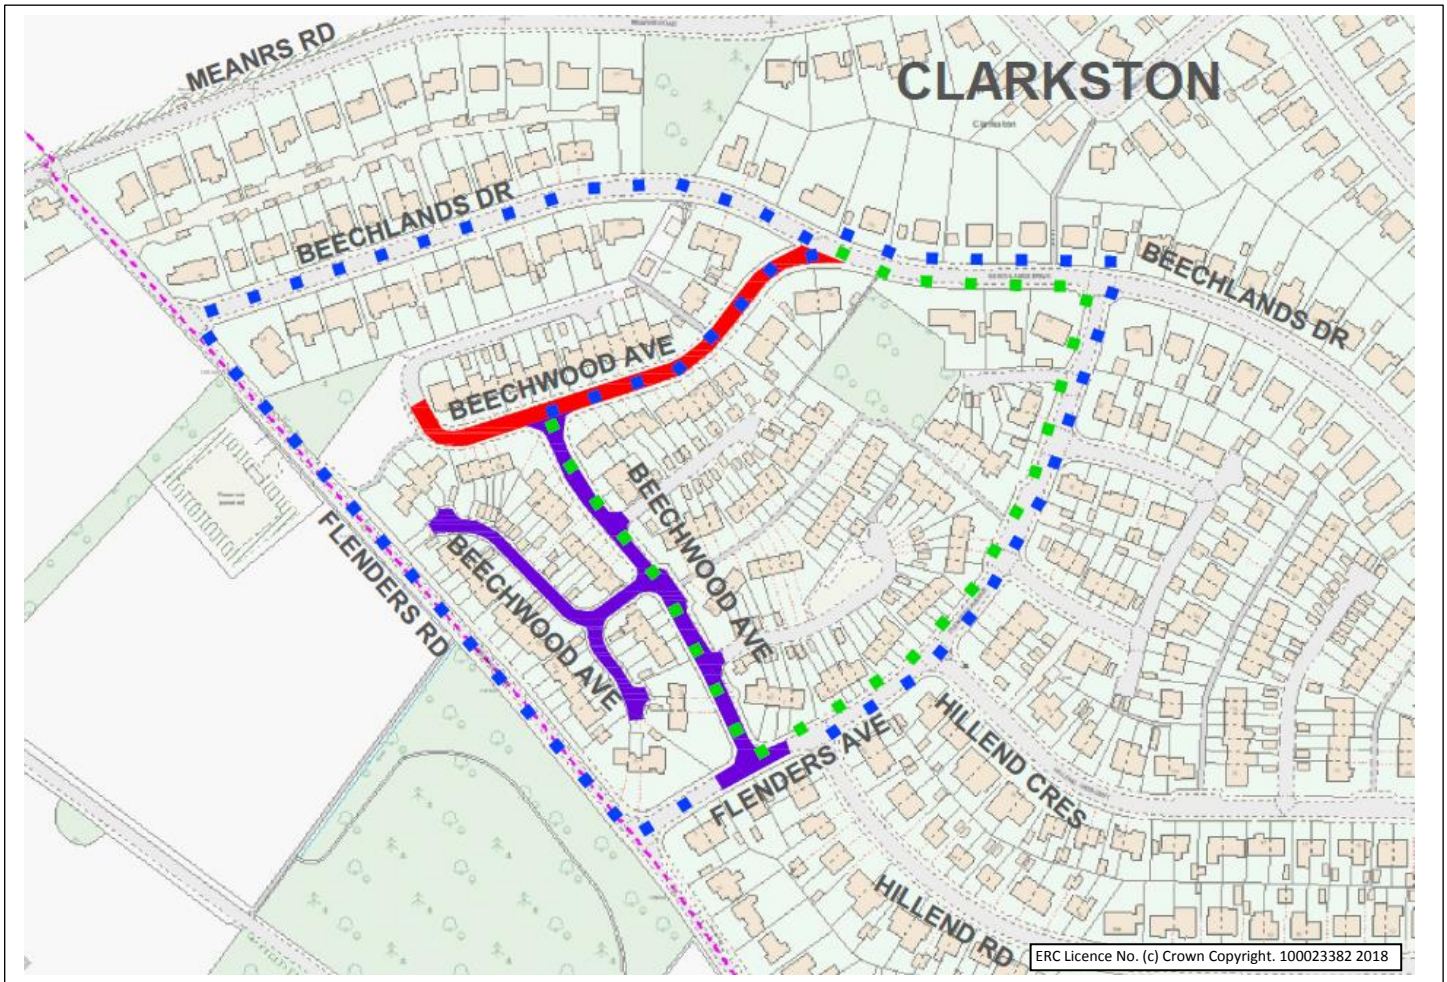 MEANRS RD
CLARKSTON
Clarkston
BEECHLANDS DR
BEECHLANDS DR
BEECHWOOD AVE
BEECHWOOD AVE
BEECHWOOD AVE
FLENDERS RD
FLENDERS AVE
HILLEND CRES
HILLEND RD
ERC Licence No. (c) Crown Copyright. 100023382 2018